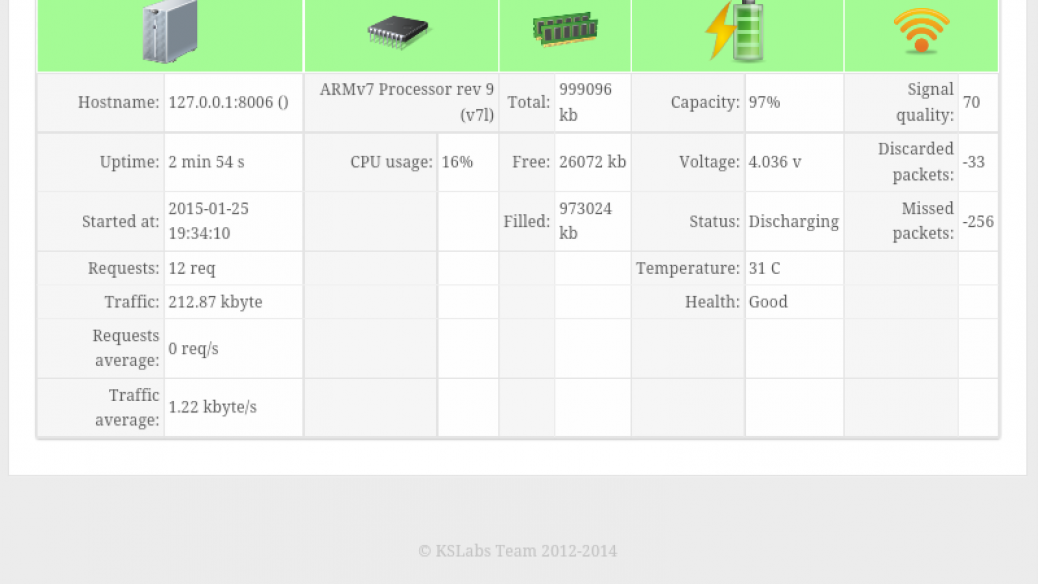 Hostname: 127.0.0.1:8006 () ARMv7 Processor rev 9 (v7l) Total: 999096 kb Capacity: 97% Signal quality: 70
Uptime: 2 min 54 s CPU usage: 16% Free: 26072 kb Voltage: 4.036 v Discarded packets: -33
Started at: 2015-01-25 19:34:10 Filled: 973024 kb Status: Discharging Missed packets: -256
Requests: 12 req Temperature: 31 C
Traffic: 212.87 kbyte Health: Good
Requests average: 0 req/s
Traffic average: 1.22 kbyte/s
© KSLabs Team 2012-2014